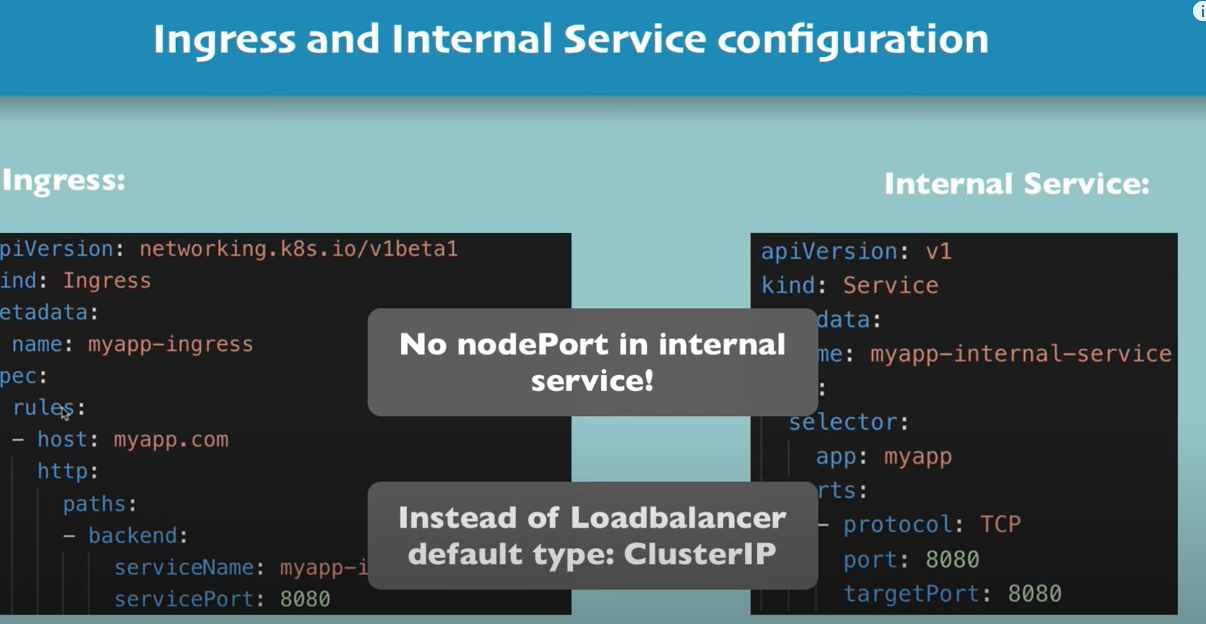 Ingress and Internal Service configuration
Ingress:
piVersion: networking.k8s.io/v1beta1
ind: Ingress
etadata:
name: myapp-ingress
pec:
rules:
- host: myapp.com
http:
paths:
- backend:
serviceName: myapp-i
servicePort: 8080
No nodePort in internal
service!
Instead of Loadbalancer
default type: ClusterIP
Internal Service:
apiVersion: v1
kind: Service
data:
me: myapp-internal-service
:
selector:
app: myapp
rts:
- protocol: TCP
port: 8080
targetPort: 8080